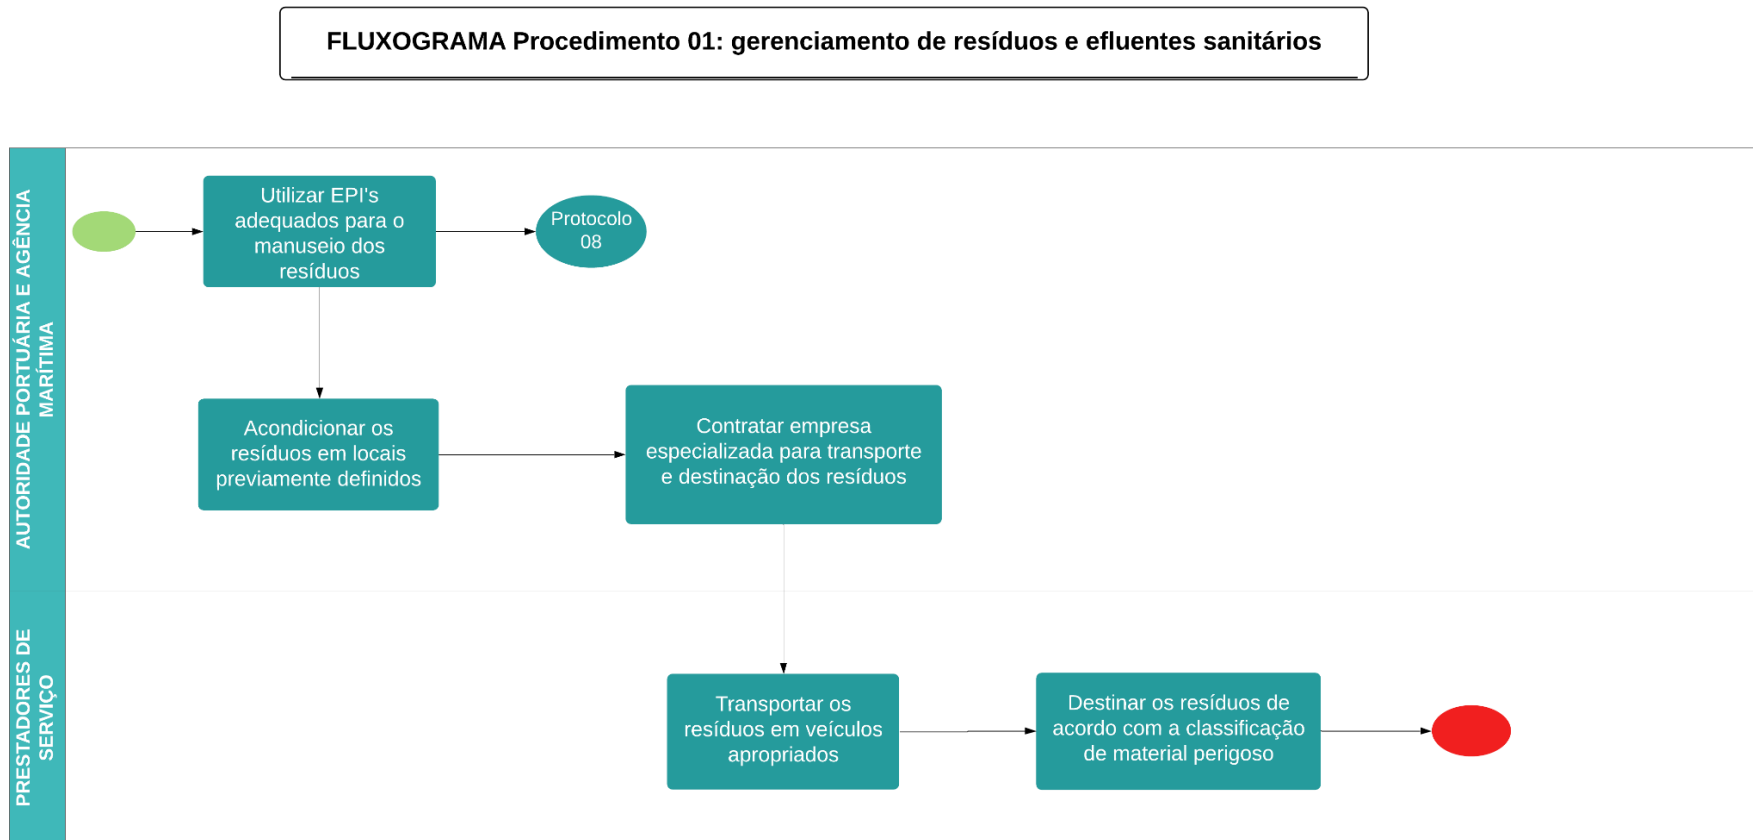 FLUXOGRAMA Procedimento 01: gerenciamento de resíduos e efluentes sanitários
AUTORIDADE PORTUÁRIA E AGÊNCIA
MARÍTIMA
Utilizar EPI's
adequados para o
manuseio dos
resíduos
Protocolo
08
Acondicionar os
resíduos em locais
previamente definidos
Contratar empresa
especializada para transporte
e destinação dos resíduos
PRESTADORES DE
SERVIÇO
Transportar os
resíduos em veículos
apropriados
Destinar os resíduos de
acordo com a classificação
de material perigoso